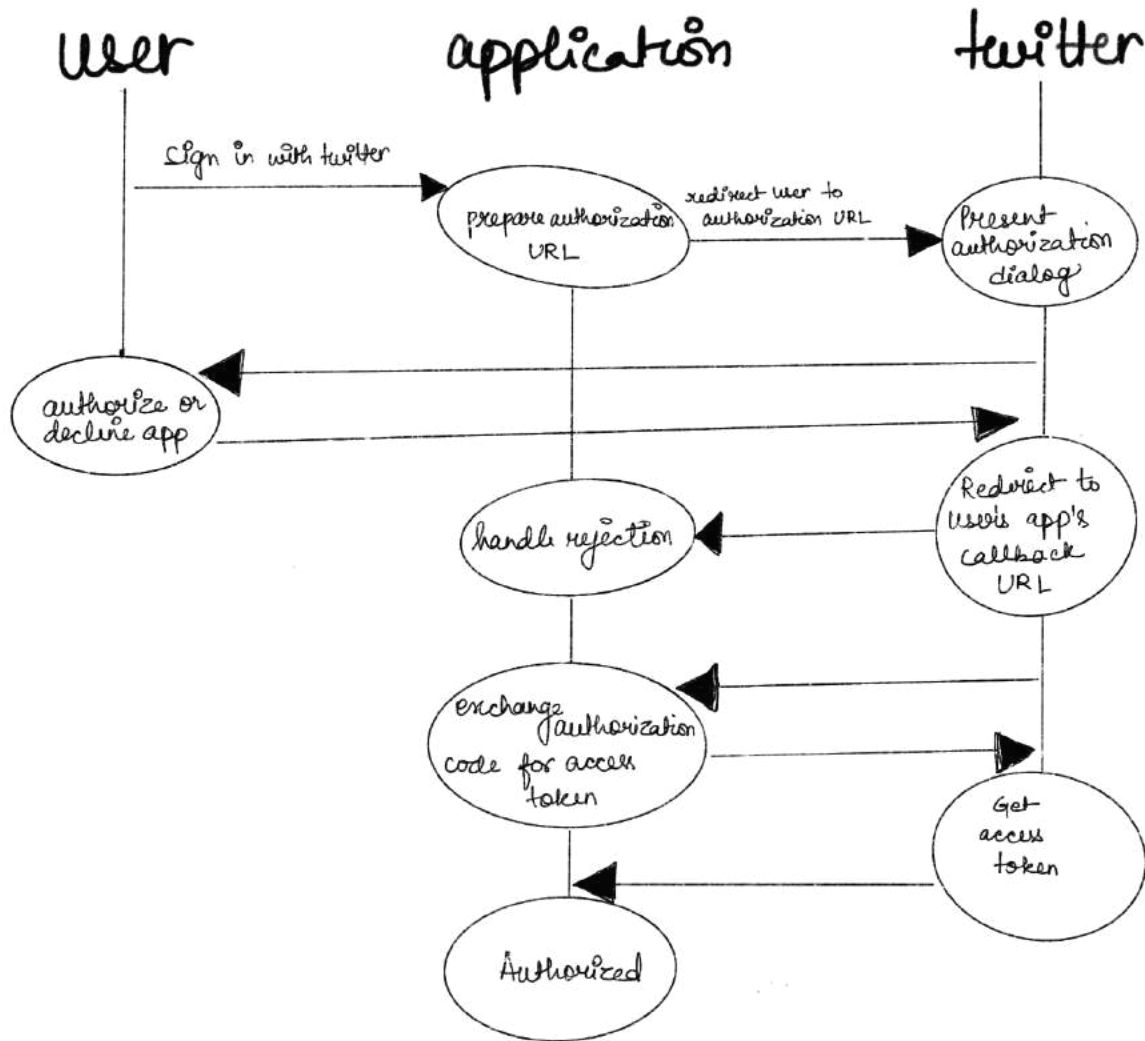 user
application
twitter
Sign in with twitter
prepare authorization
URL
redirect user to
authorization URL
Present
authorization
dialog
authorize or
decline app
Redirect to
user's app's
callback
URL
handle rejection
exchange
authorization
code for access
token
Get
access
token
Authorized